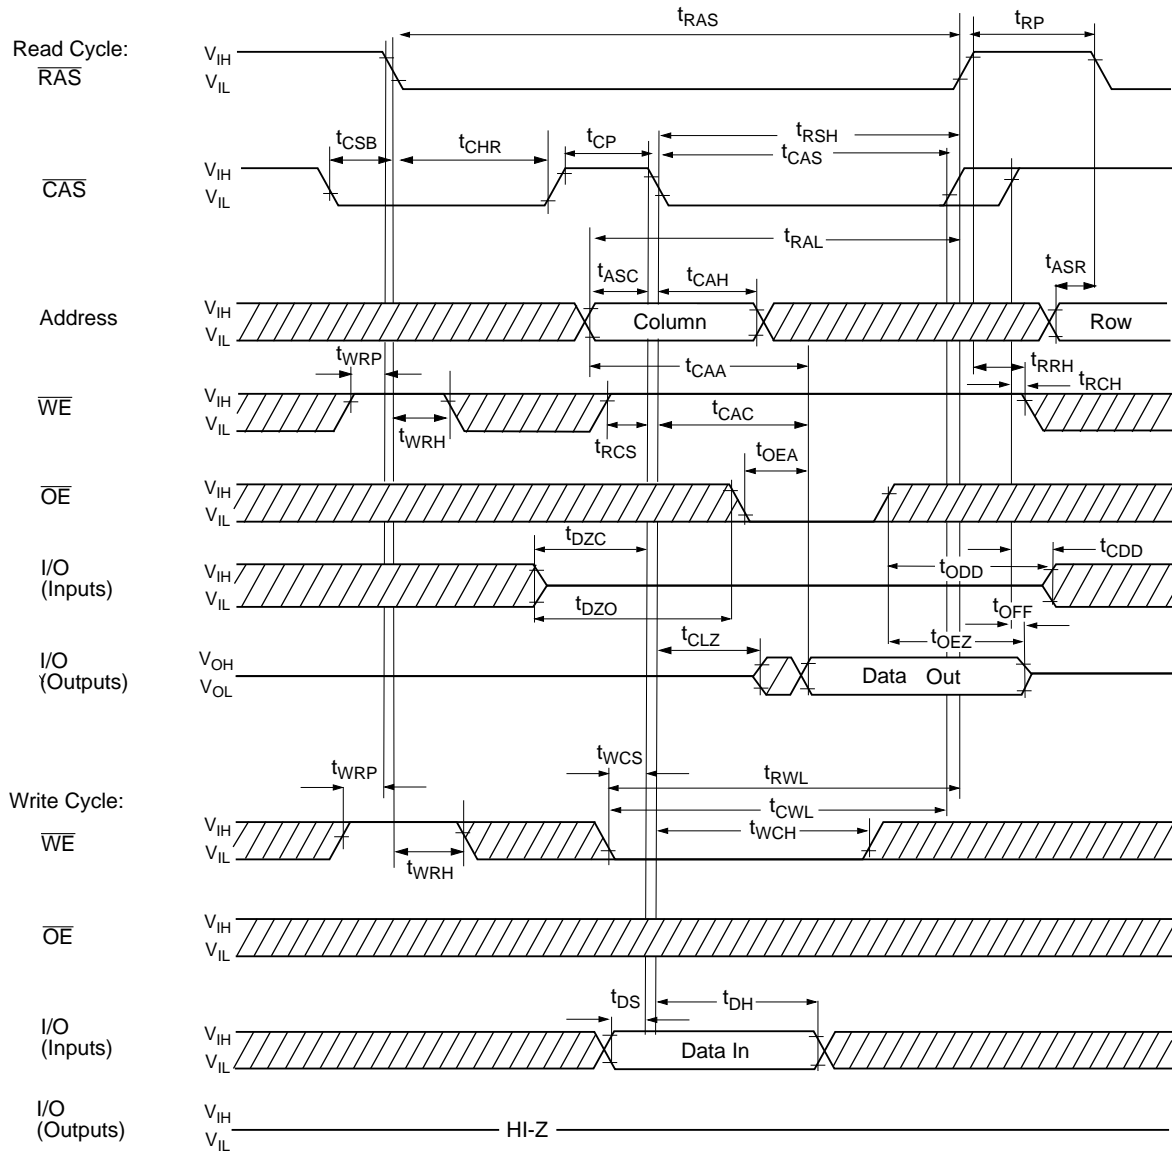 tRAS
tRP
Read Cycle:
RAS
VIH
VIL
tCSB
tCHR
tCP
tRSH
tCAS
CAS
VIH
VIL
tRAL
tASC
tCAH
tASR
Address
VIH
VIL
Column
Row
tWRP
tCAA
tRRH
tRCH
WE
VIH
VIL
tWRH
tRCS
tCAC
tOEA
OE
VIH
VIL
tDZC
tCDD
tODD
I/O
(Inputs)
VIH
VIL
tDZO
tOFF
tCLZ
tOEZ
I/O
(Outputs)
VOH
VOL
Data Out
tWCS
tWRP
tRWL
Write Cycle:
tCWL
tWCH
WE
VIH
VIL
tWRH
OE
VIH
VIL
tDS
tDH
I/O
(Inputs)
VIH
VIL
Data In
I/O
(Outputs)
VIH
VIL
HI-Z